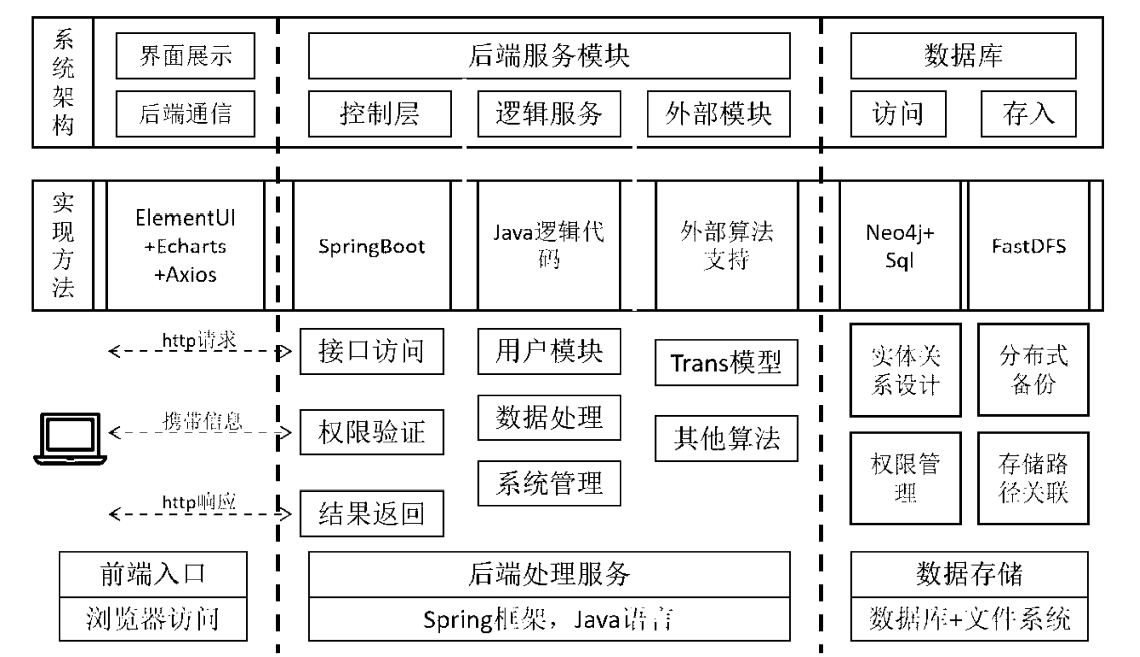 系统架构
界面展示
后端通信
后端服务模块
控制层
逻辑服务
外部模块
数据库
访问
存入
实现方法
ElementUI
+Echarts
+Axios
SpringBoot
Java逻辑代
码
外部算法
支持
Neo4j+
Sql
FastDFS
http请求
携带信息
http响应
接口访问
权限验证
结果返回
用户模块
数据处理
系统管理
Trans模型
其他算法
实体关
系设计
分布式
备份
权限管
理
存储路
径关联
前端入口
浏览器访问
后端处理服务
Spring框架，Java语言
数据存储
数据库+文件系统